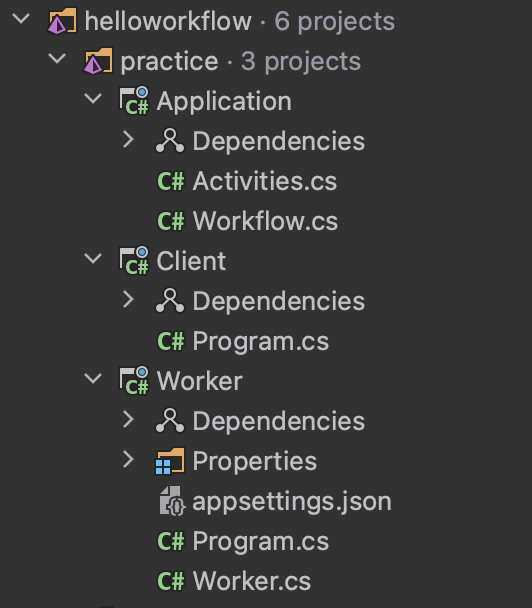 helloworkflow · 6 projects
practice · 3 projects
C# Application
Dependencies
C# Activities.cs
C# Workflow.cs
C# Client
Dependencies
C# Program.cs
C# Worker
Dependencies
Properties
appsettings.json
C# Program.cs
C# Worker.cs